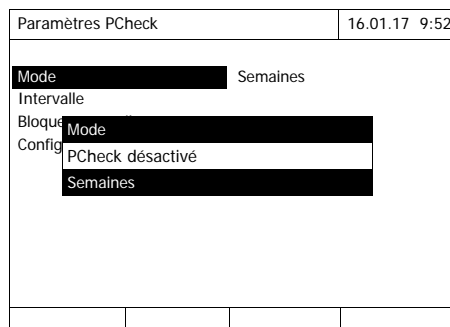 Paramètres PCheck 16.01.17 9:52
Mode Semaines
Intervalle
Bloque
Config
Mode
PCheck désactivé
Semaines